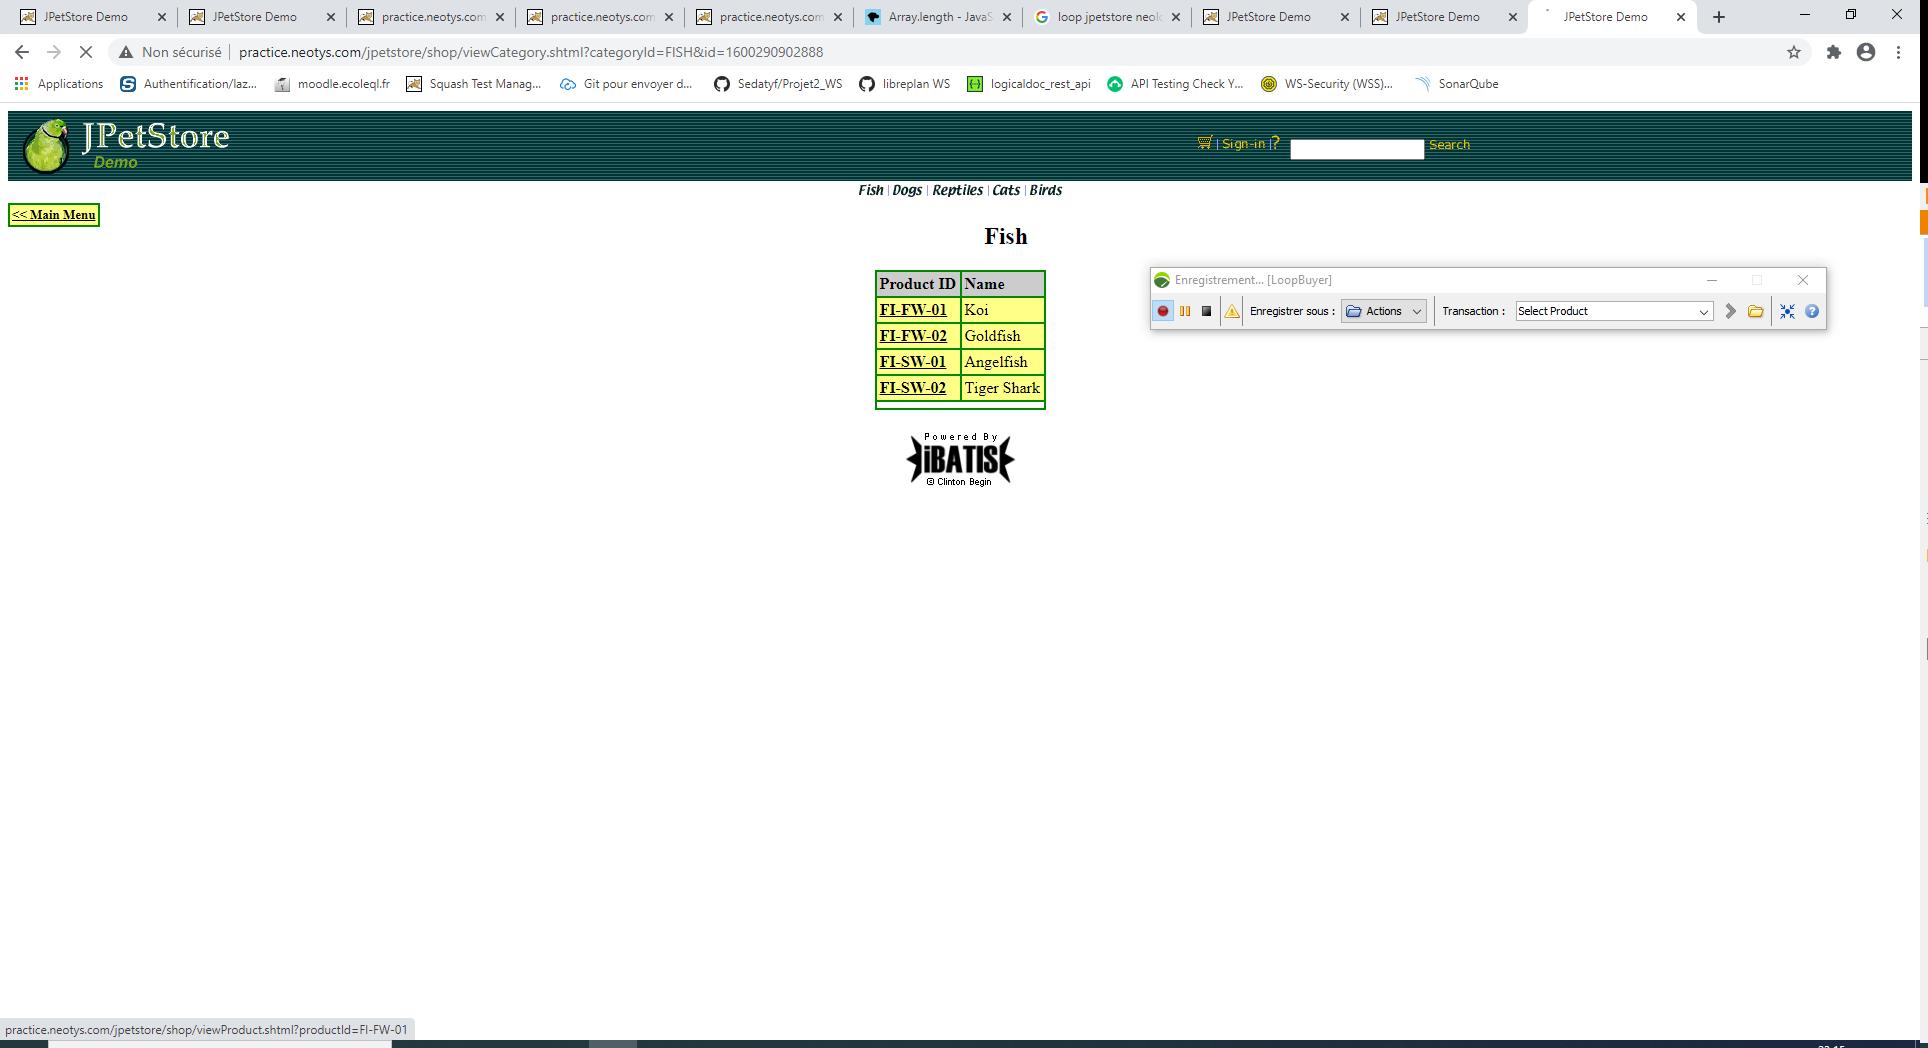 JPetStore Demo
JPetStore Demo
practice.neotys.com
practice.neotys.com
practice.neotys.com
Array.length - JavaS
loop jpetstore neolo
JPetStore Demo
JPetStore Demo
JPetStore Demo
Non sécurisé
practice.neotys.com/jpetstore/shop/viewCategory.shtml?categoryId=FISH&id=1600290902888
Applications
Authentification/laz...
moodle.ecoleql.fr
Squash Test Manag...
Git pour envoyer d...
Sedatyf/Projet2_WS
libreplan WS
logicaldoc_rest_api
API Testing Check Y...
WS-Security (WSS)...
SonarQube
JPetStore
Demo
| Sign-in | ?
Search
Fish | Dogs | Reptiles | Cats | Birds
<< Main Menu
Fish
Product ID Name
FI-FW-01 Koi
FI-FW-02 Goldfish
FI-SW-01 Angelfish
FI-SW-02 Tiger Shark
Enregistrement... [LoopBuyer]
Enregistrer sous : Actions
Transaction : Select Product
Powered By
iBATIS
© Clinton Begin
practice.neotys.com/jpetstore/shop/viewProduct.shtml?productId=FI-FW-01